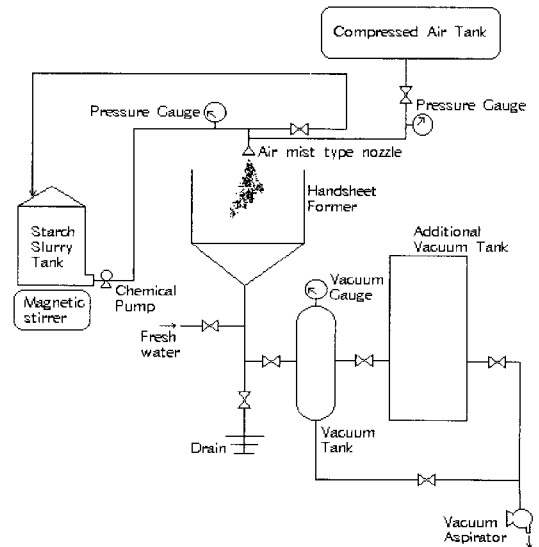 Compressed Air Tank
Pressure Gauge
Pressure Gauge
Air mist type nozzle
Handsheet
Former
Starch
Slurry
Tank
Additional
Vacuum Tank
Magnetic
stirrer
Chemical
Pump
Vacuum
Gauge
Fresh
water
Drain
Vacuum
Tank
Vacuum
Aspirator